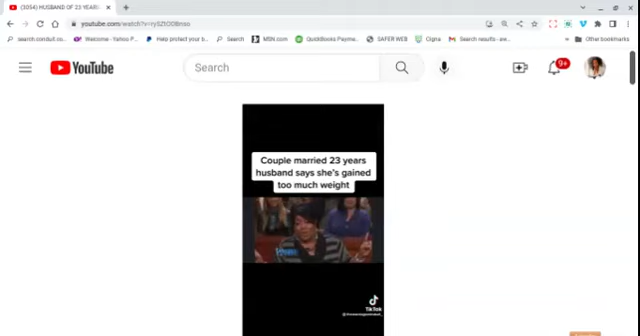 (3054) HUSBAND OF 23 YEARS
youtube.com/watch?v=rySZtODBnso
search.conduit.co...
Welcome - Yahoo P...
Help protect your b...
Search
MSN.com
QuickBooks Payme...
SAFER WEB
Cigna
Search results - aw...
»
Other bookmarks
YouTube
Search
9+
Couple married 23 years
husband says she's gained
too much weight
TikTok